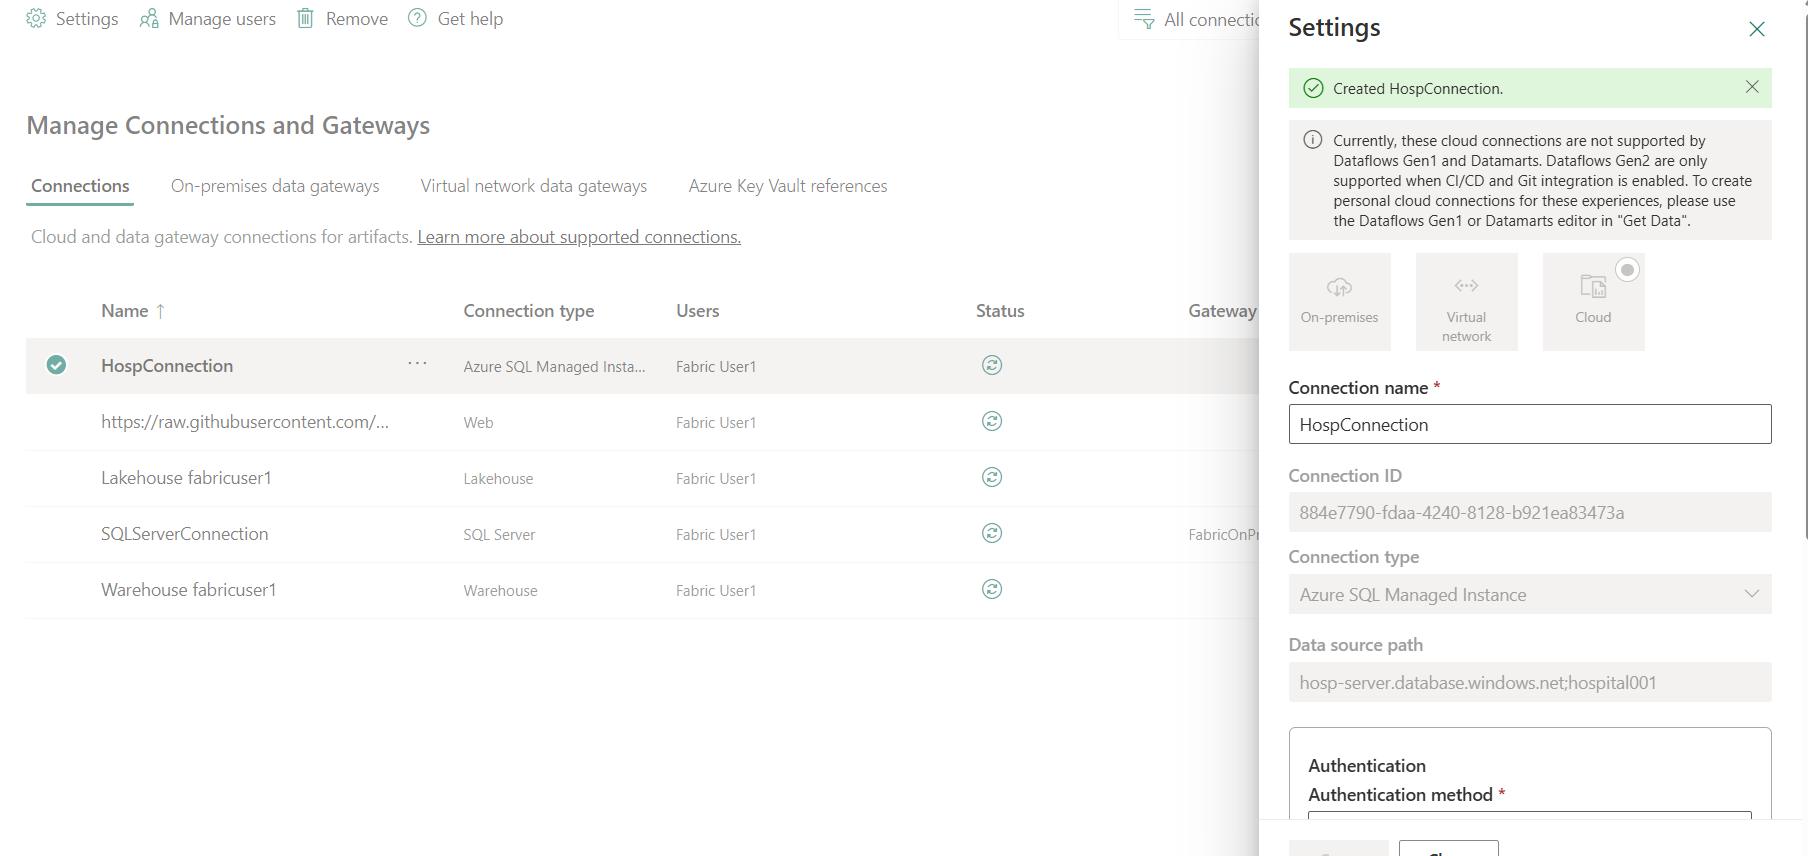 Settings Manage users Remove Get help
All connectio
Manage Connections and Gateways
Connections On-premises data gateways Virtual network data gateways Azure Key Vault references
Cloud and data gateway connections for artifacts. Learn more about supported connections.
Name ↑ Connection type Users Status Gateway
HospConnection ··· Azure SQL Managed Insta... Fabric User1
https://raw.githubusercontent.com/... Web Fabric User1
Lakehouse fabricuser1 Lakehouse Fabric User1
SQLServerConnection SQL Server Fabric User1 FabricOnPr
Warehouse fabricuser1 Warehouse Fabric User1
Settings
Created HospConnection.
Currently, these cloud connections are not supported by
Dataflows Gen1 and Datamarts. Dataflows Gen2 are only
supported when CI/CD and Git integration is enabled. To create
personal cloud connections for these experiences, please use
the Dataflows Gen1 or Datamarts editor in "Get Data".
On-premises
Virtual
network
Cloud
Connection name *
HospConnection
Connection ID
884e7790-fdaa-4240-8128-b921ea83473a
Connection type
Azure SQL Managed Instance
Data source path
hosp-server.database.windows.net;hospital001
Authentication
Authentication method *